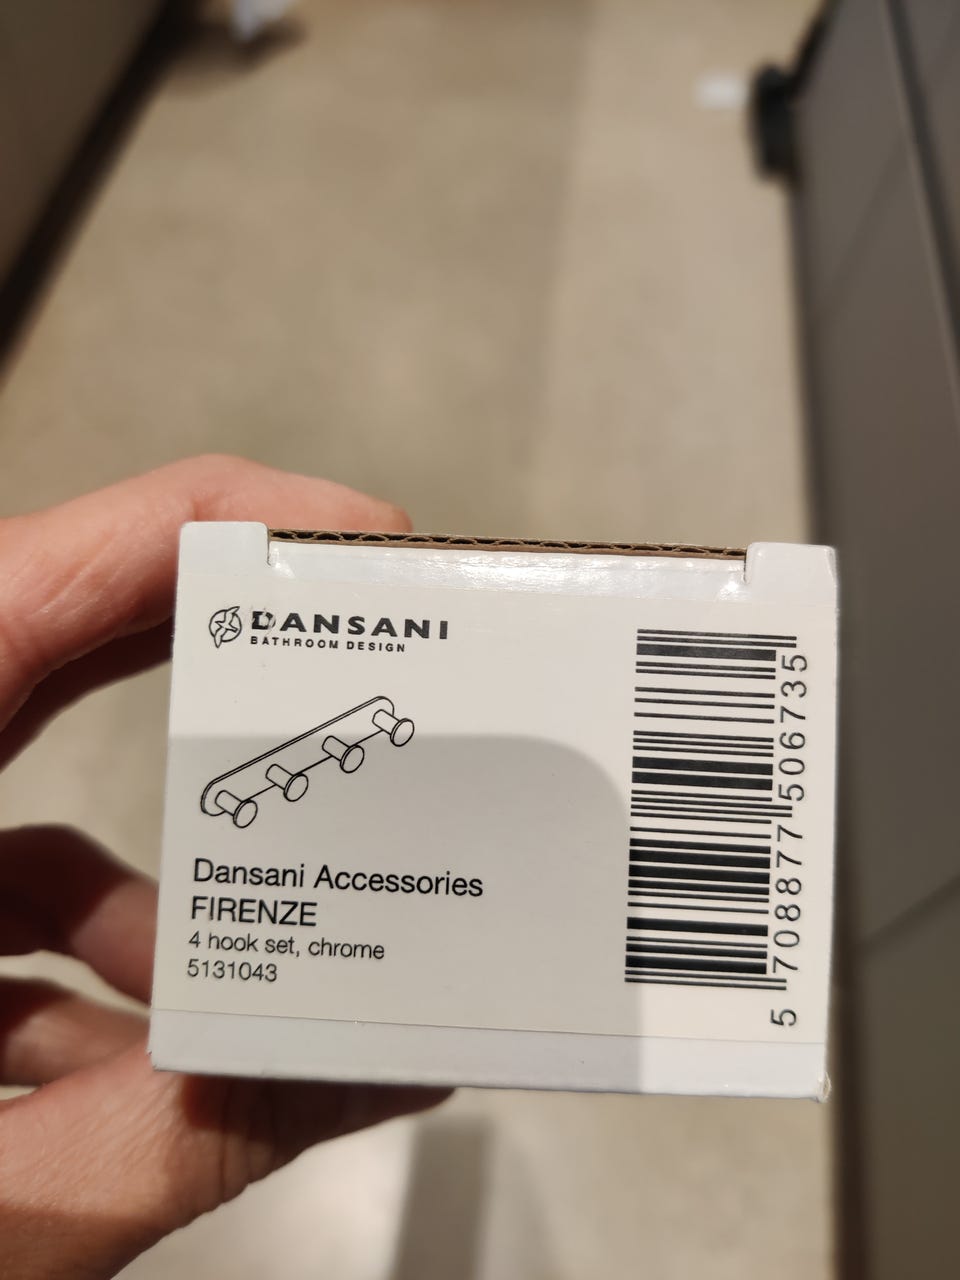 DANSANI
BATHROOM DESIGN
Dansani Accessories
FIRENZE
4 hook set, chrome
5131043
5 708877 506735